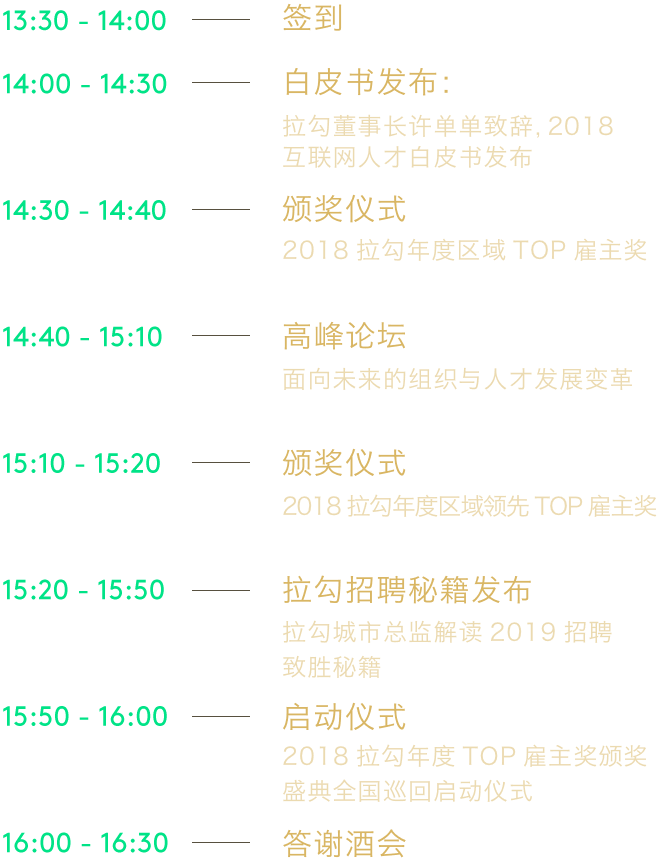 13:30 - 14:00 签到
14:00 - 14:30 白皮书发布：
拉勾董事长许单单致辞, 2018
互联网人才白皮书发布
14:30 - 14:40 颁奖仪式
2018 拉勾年度区域 TOP 雇主奖
14:40 - 15:10 高峰论坛
面向未来的组织与人才发展变革
15:10 - 15:20 颁奖仪式
2018 拉勾年度区域领先 TOP 雇主奖
15:20 - 15:50 拉勾招聘秘籍发布
拉勾城市总监解读 2019 招聘
致胜秘籍
15:50 - 16:00 启动仪式
2018 拉勾年度 TOP 雇主奖颁奖
盛典全国巡回启动仪式
16:00 - 16:30 答谢酒会